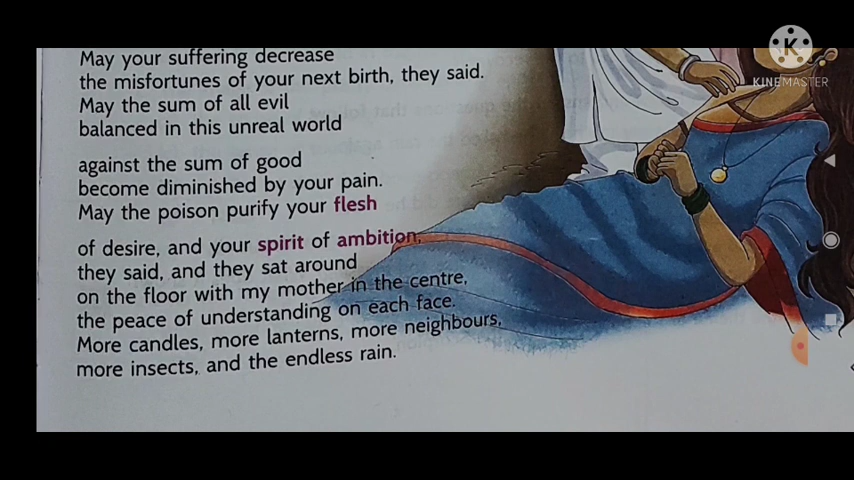 KINEMASTER
May your suffering decrease
the misfortunes of your next birth, they said.
May the sum of all evil
balanced in this unreal world
against the sum of good
become diminished by your pain.
May the poison purify your flesh
of desire, and your spirit of ambition,
they said, and they sat around
on the floor with my mother in the centre,
the peace of understanding on each face.
More candles, more lanterns, more neighbours,
more insects, and the endless rain.